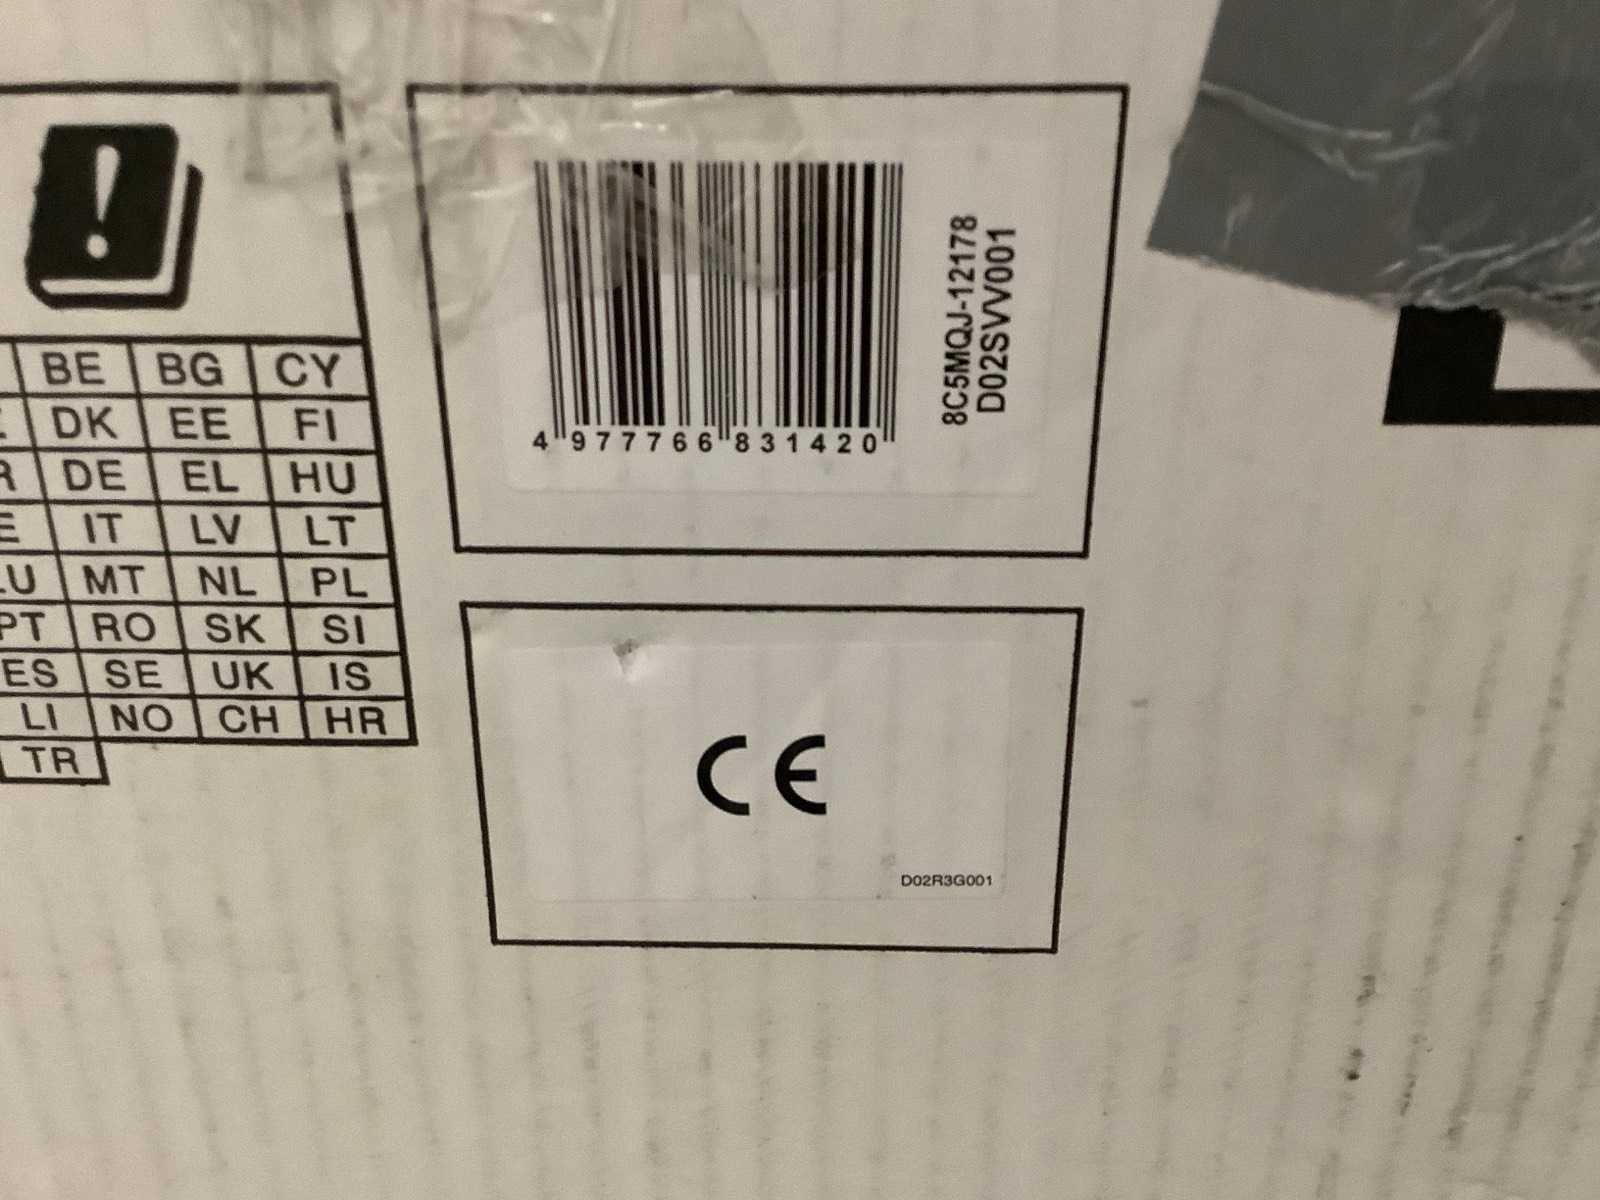 4 977766 831420
8C5MQJ-12178
D02SVV001
BE BG CY
DK EE FI
DE EL HU
IT LV LT
MT NL PL
PT RO SK SI
ES SE UK IS
LI NO CH HR
TR
CE
D02R3G001